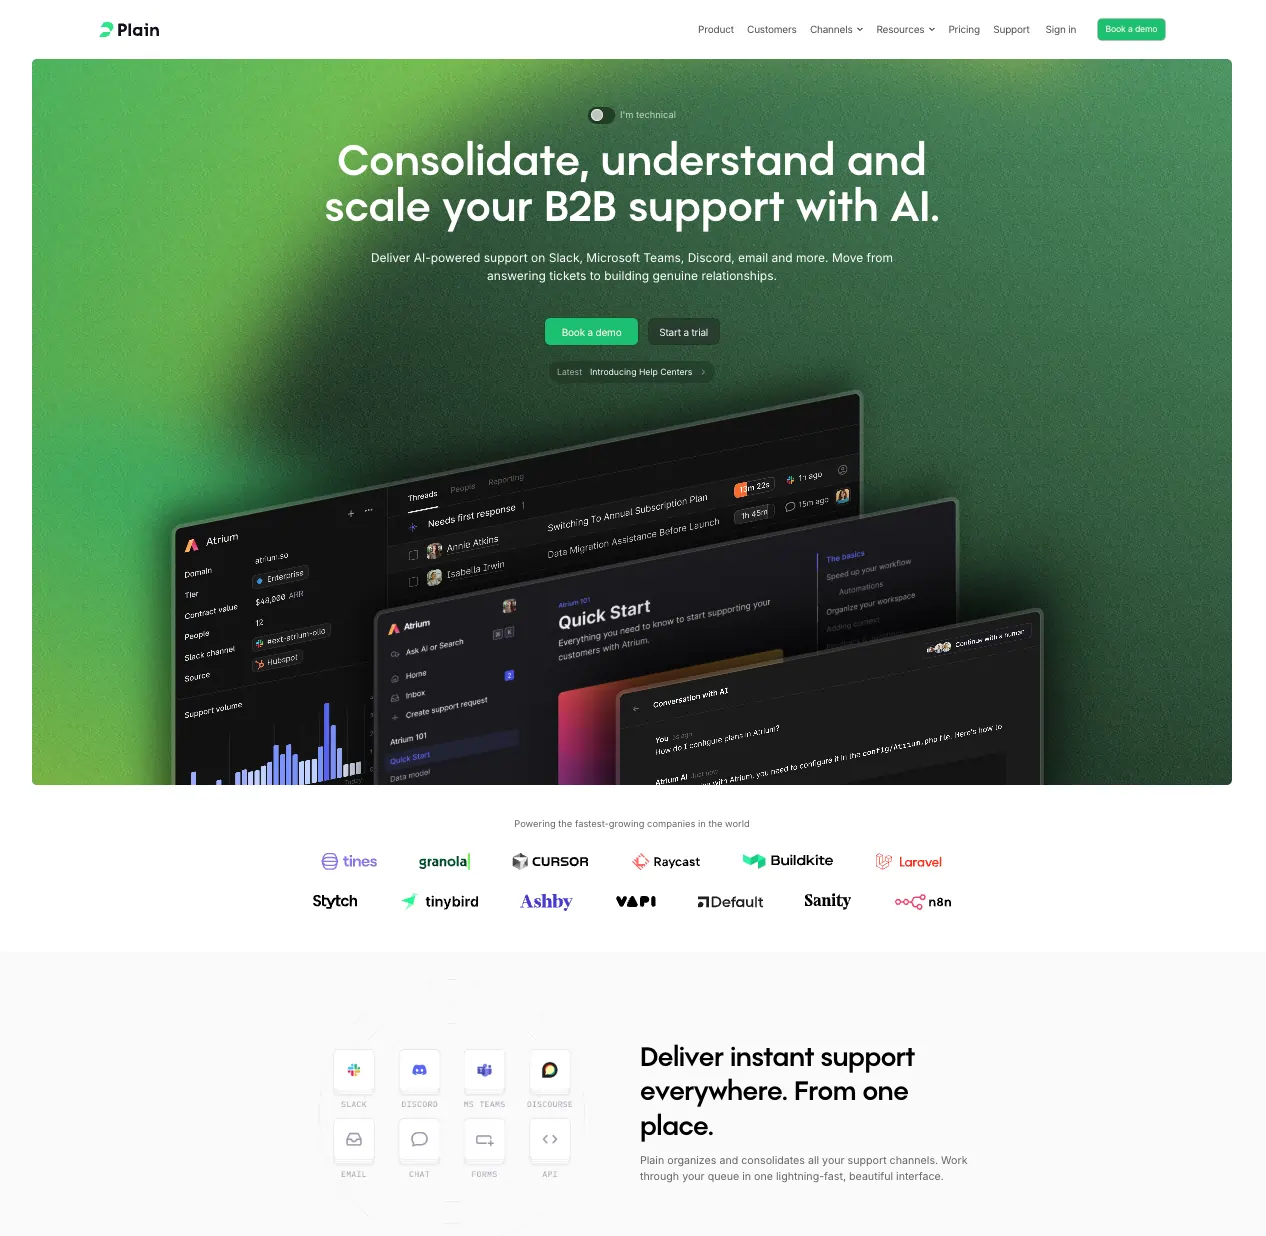 Plain
Product Customers Channels Resources Pricing Support Sign in Book a demo
I'm technical
Consolidate, understand and
scale your B2B support with AI.
Deliver AI-powered support on Slack, Microsoft Teams, Discord, email and more. Move from
answering tickets to building genuine relationships.
Book a demo Start a trial
Latest Introducing Help Centers
Atrium
Domain atrium.so
Tier Enterprise
Contract value $48,000 ARR
People 12
Slack channel #ext-atrium-olio
Source Hubspot
Support volume
Today
Threads People Reporting
Needs first response 1
Annie Atkins Switching To Annual Subscription Plan 13m 22s 1h ago
Isabella Irwin Data Migration Assistance Before Launch 1h 45m 15m ago
Atrium
Ask AI or Search ⌘ K
Home
Inbox 2
Create support request
Atrium 101
Quick Start
Data model
Atrium 101
Quick Start
Everything you need to know to start supporting your
customers with Atrium.
The basics
Speed up your workflow
Automations
Organize your workspace
Adding context
Continue with a human
Conversation with AI
You
How do I configure plans in Atrium?
Atrium AI Just now
with Atrium, you need to configure it in the config/Atrium.php file. Here's how to
Powering the fastest-growing companies in the world
tines granola CURSOR Raycast Buildkite Laravel
Stytch tinybird Ashby VAPI Default Sanity n8n
SLACK DISCORD MS TEAMS DISCOURSE
EMAIL CHAT FORMS API
Deliver instant support
everywhere. From one
place.
Plain organizes and consolidates all your support channels. Work
through your queue in one lightning-fast, beautiful interface.